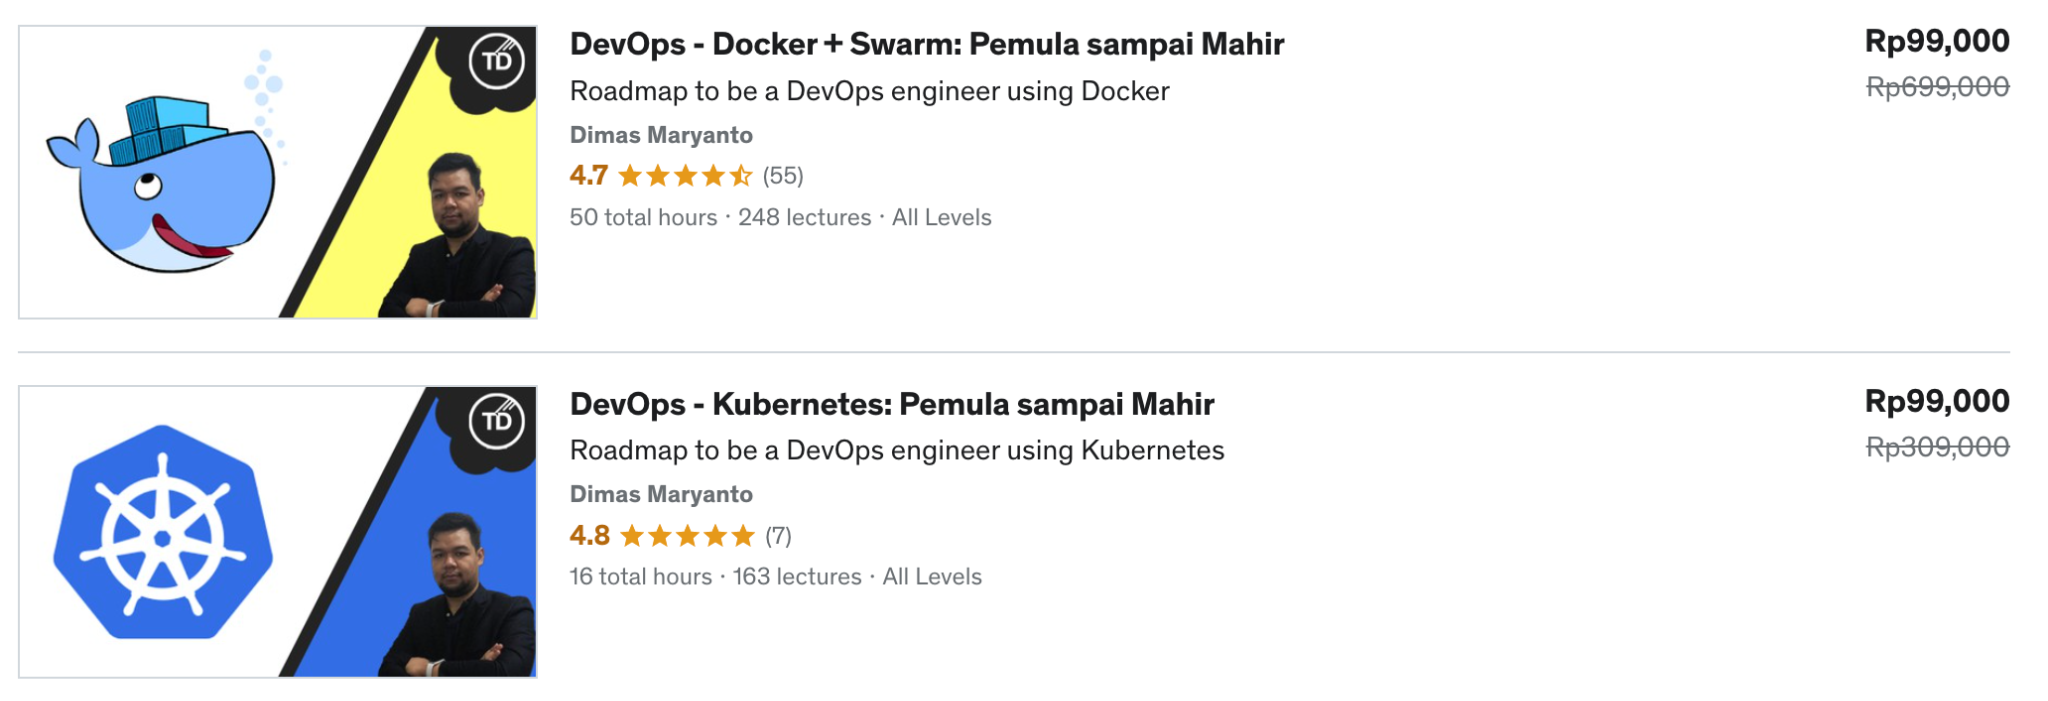 TD
DevOps - Docker + Swarm: Pemula sampai Mahir
Rp99,000
Roadmap to be a DevOps engineer using Docker
Rp699,000
Dimas Maryanto
4.7 (55)
50 total hours · 248 lectures · All Levels
TD
DevOps - Kubernetes: Pemula sampai Mahir
Rp99,000
Roadmap to be a DevOps engineer using Kubernetes
Rp309,000
Dimas Maryanto
4.8 (7)
16 total hours · 163 lectures · All Levels